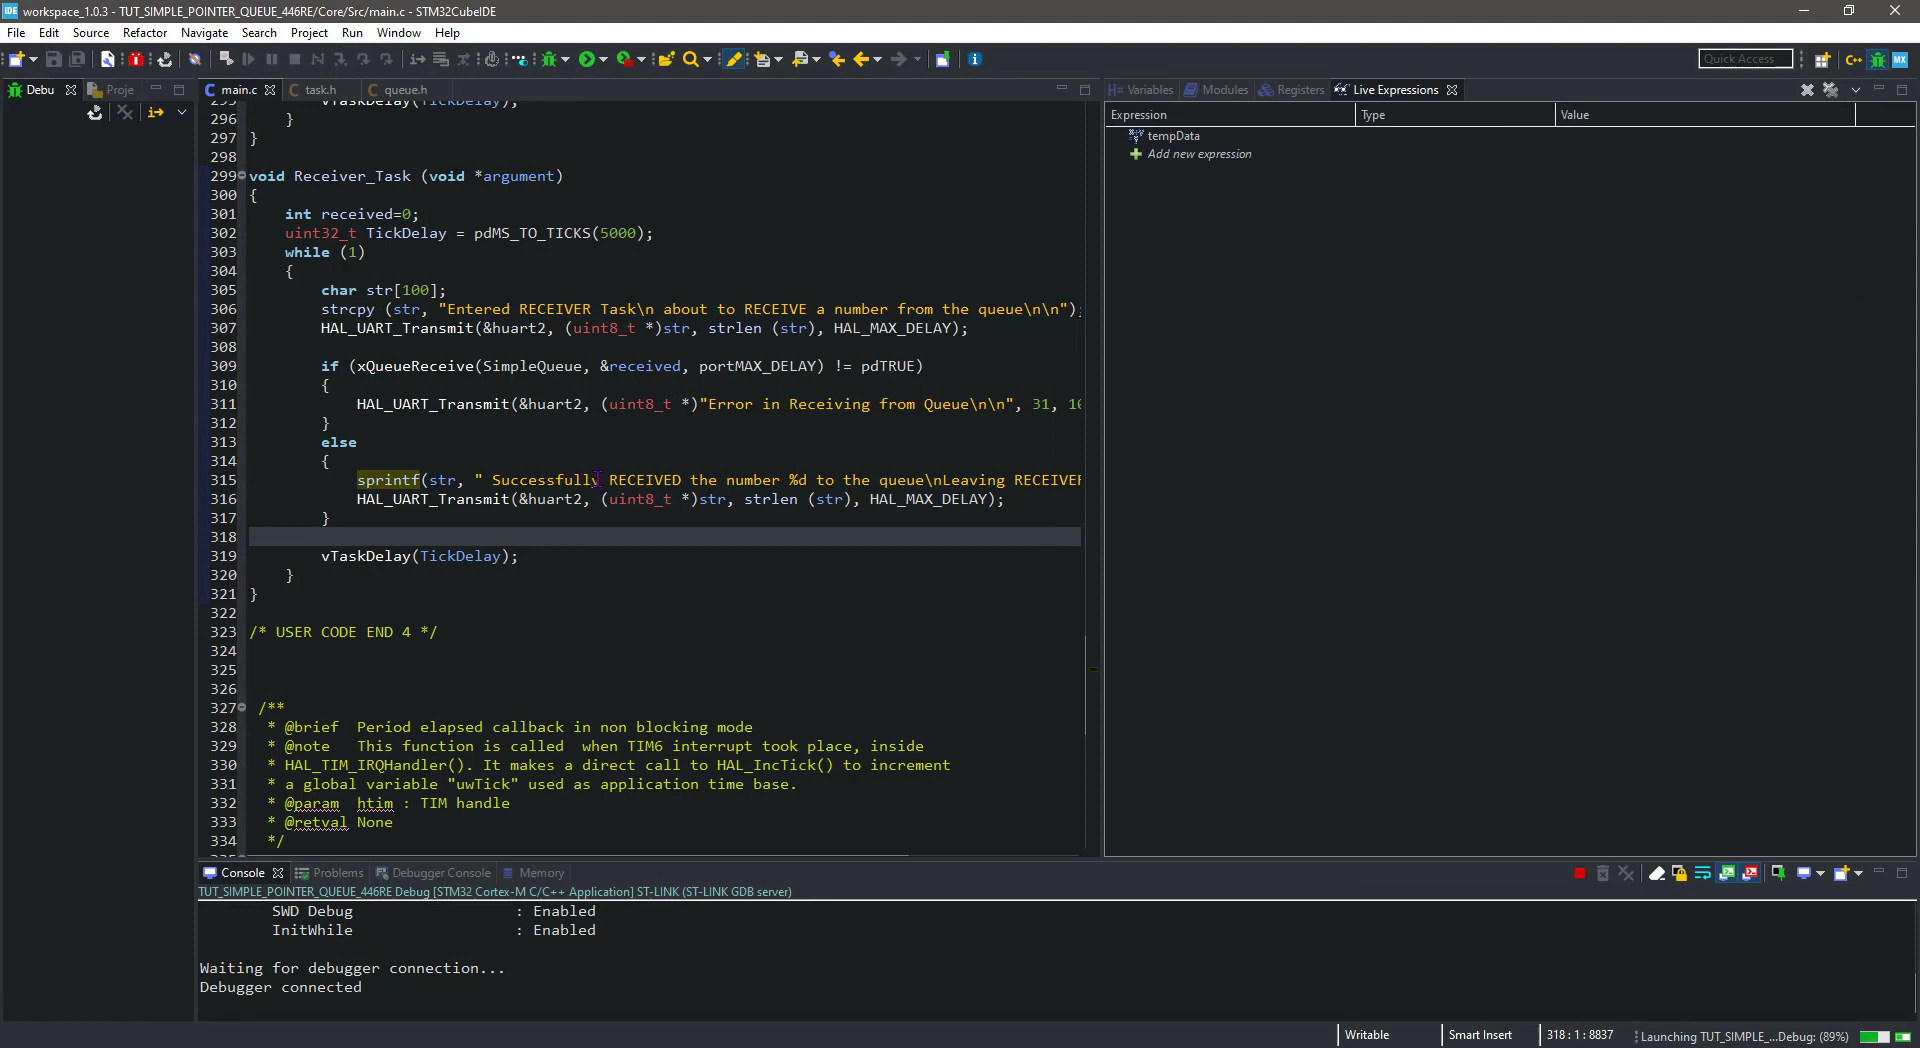 workspace_1.0.3 - TUT_SIMPLE_POINTER_QUEUE_446RE/Core/Src/main.c - STM32CubeIDE
File Edit Source Refactor Navigate Search Project Run Window Help
Quick Access
Debu Proje main.c task.h queue.h Variables Modules Registers Live Expressions
Expression Type Value
tempData
Add new expression
295 vTaskDelay(TickDelay);
296 }
297 }
298
299 void Receiver_Task (void *argument)
300 {
301 int received=0;
302 uint32_t TickDelay = pdMS_TO_TICKS(5000);
303 while (1)
304 {
305 char str[100];
306 strcpy (str, "Entered RECEIVER Task\n about to RECEIVE a number from the queue\n\n");
307 HAL_UART_Transmit(&huart2, (uint8_t *)str, strlen (str), HAL_MAX_DELAY);
308
309 if (xQueueReceive(SimpleQueue, &received, portMAX_DELAY) != pdTRUE)
310 {
311 HAL_UART_Transmit(&huart2, (uint8_t *)"Error in Receiving from Queue\n\n", 31, 10
312 }
313 else
314 {
315 sprintf(str, " Successfully RECEIVED the number %d to the queue\nLeaving RECEIVER
316 HAL_UART_Transmit(&huart2, (uint8_t *)str, strlen (str), HAL_MAX_DELAY);
317 }
318
319 vTaskDelay(TickDelay);
320 }
321 }
322
323 /* USER CODE END 4 */
324
325
326
327 /**
328 * @brief Period elapsed callback in non blocking mode
329 * @note This function is called when TIM6 interrupt took place, inside
330 * HAL_TIM_IRQHandler(). It makes a direct call to HAL_IncTick() to increment
331 * a global variable "uwTick" used as application time base.
332 * @param htim : TIM handle
333 * @retval None
334 */
Console Problems Debugger Console Memory
TUT_SIMPLE_POINTER_QUEUE_446RE Debug [STM32 Cortex-M C/C++ Application] ST-LINK (ST-LINK GDB server)
SWD Debug : Enabled
InitWhile : Enabled
Waiting for debugger connection...
Debugger connected
Writable Smart Insert 318 : 1 : 8837 Launching TUT_SIMPLE_...Debug: (89%)